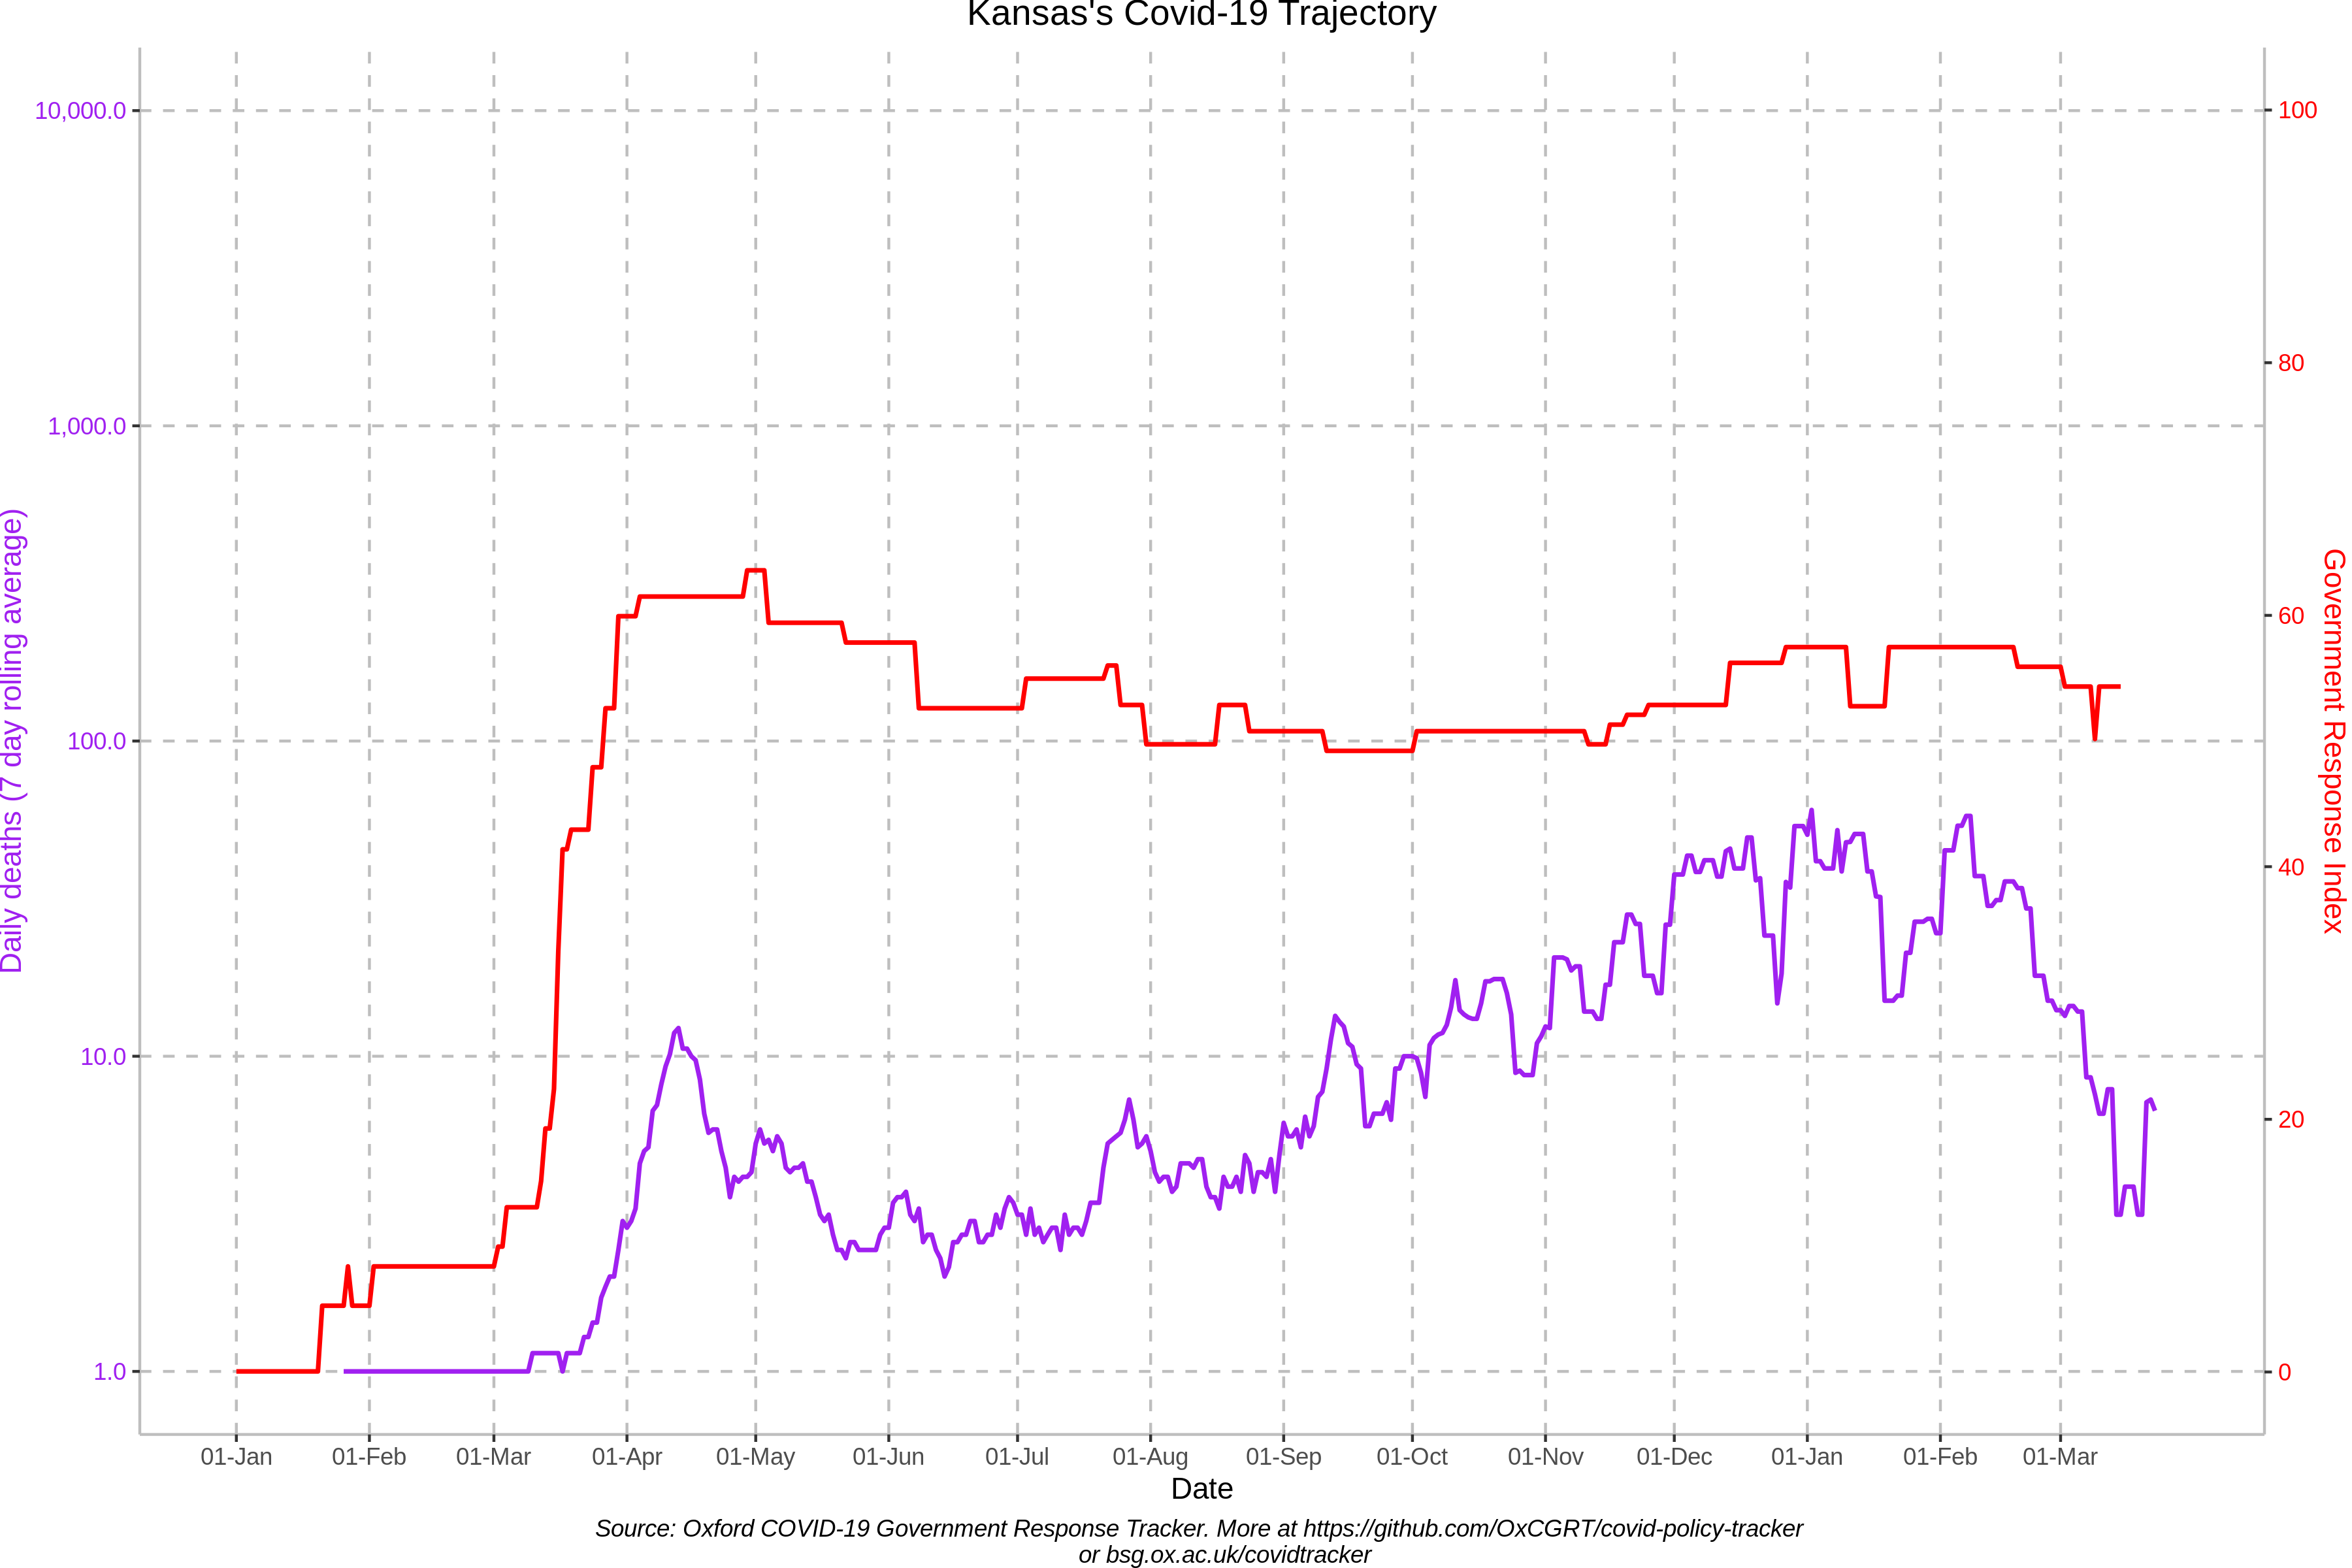 Kansas's Covid-19 Trajectory
10,000.0
1,000.0
100.0
10.0
1.0
Daily deaths (7 day rolling average)
100
80
60
40
20
0
Government Response Index
01-Jan 01-Feb 01-Mar 01-Apr 01-May 01-Jun 01-Jul 01-Aug 01-Sep 01-Oct 01-Nov 01-Dec 01-Jan 01-Feb 01-Mar
Date
Source: Oxford COVID-19 Government Response Tracker. More at https://github.com/OxCGRT/covid-policy-tracker
or bsg.ox.ac.uk/covidtracker